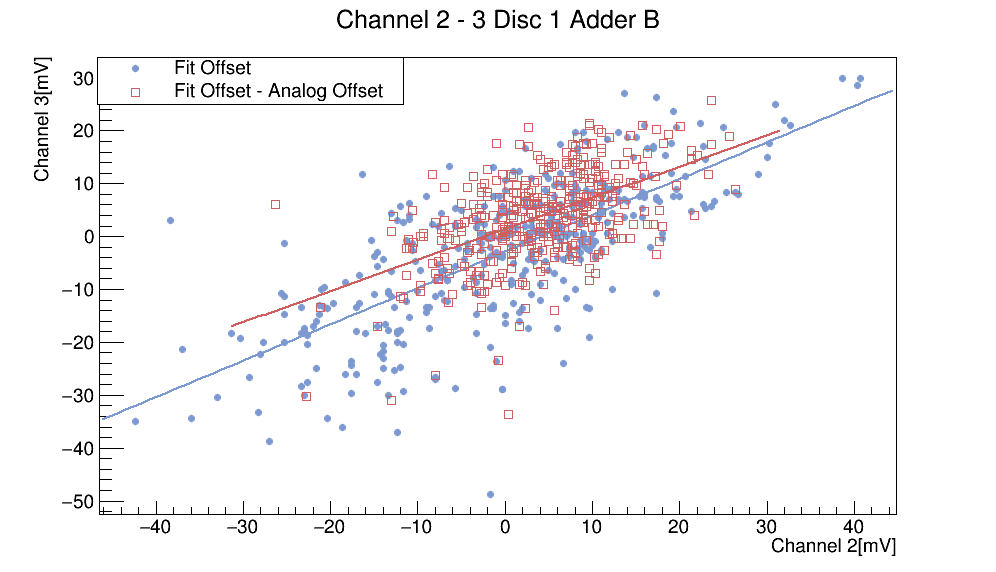 Channel 2 - 3 Disc 1 Adder B
Channel 3[mV]
Fit Offset
Fit Offset - Analog Offset
30
20
10
0
−10
−20
−30
−40
−50
−40 −30 −20 −10 0 10 20 30 40
Channel 2[mV]